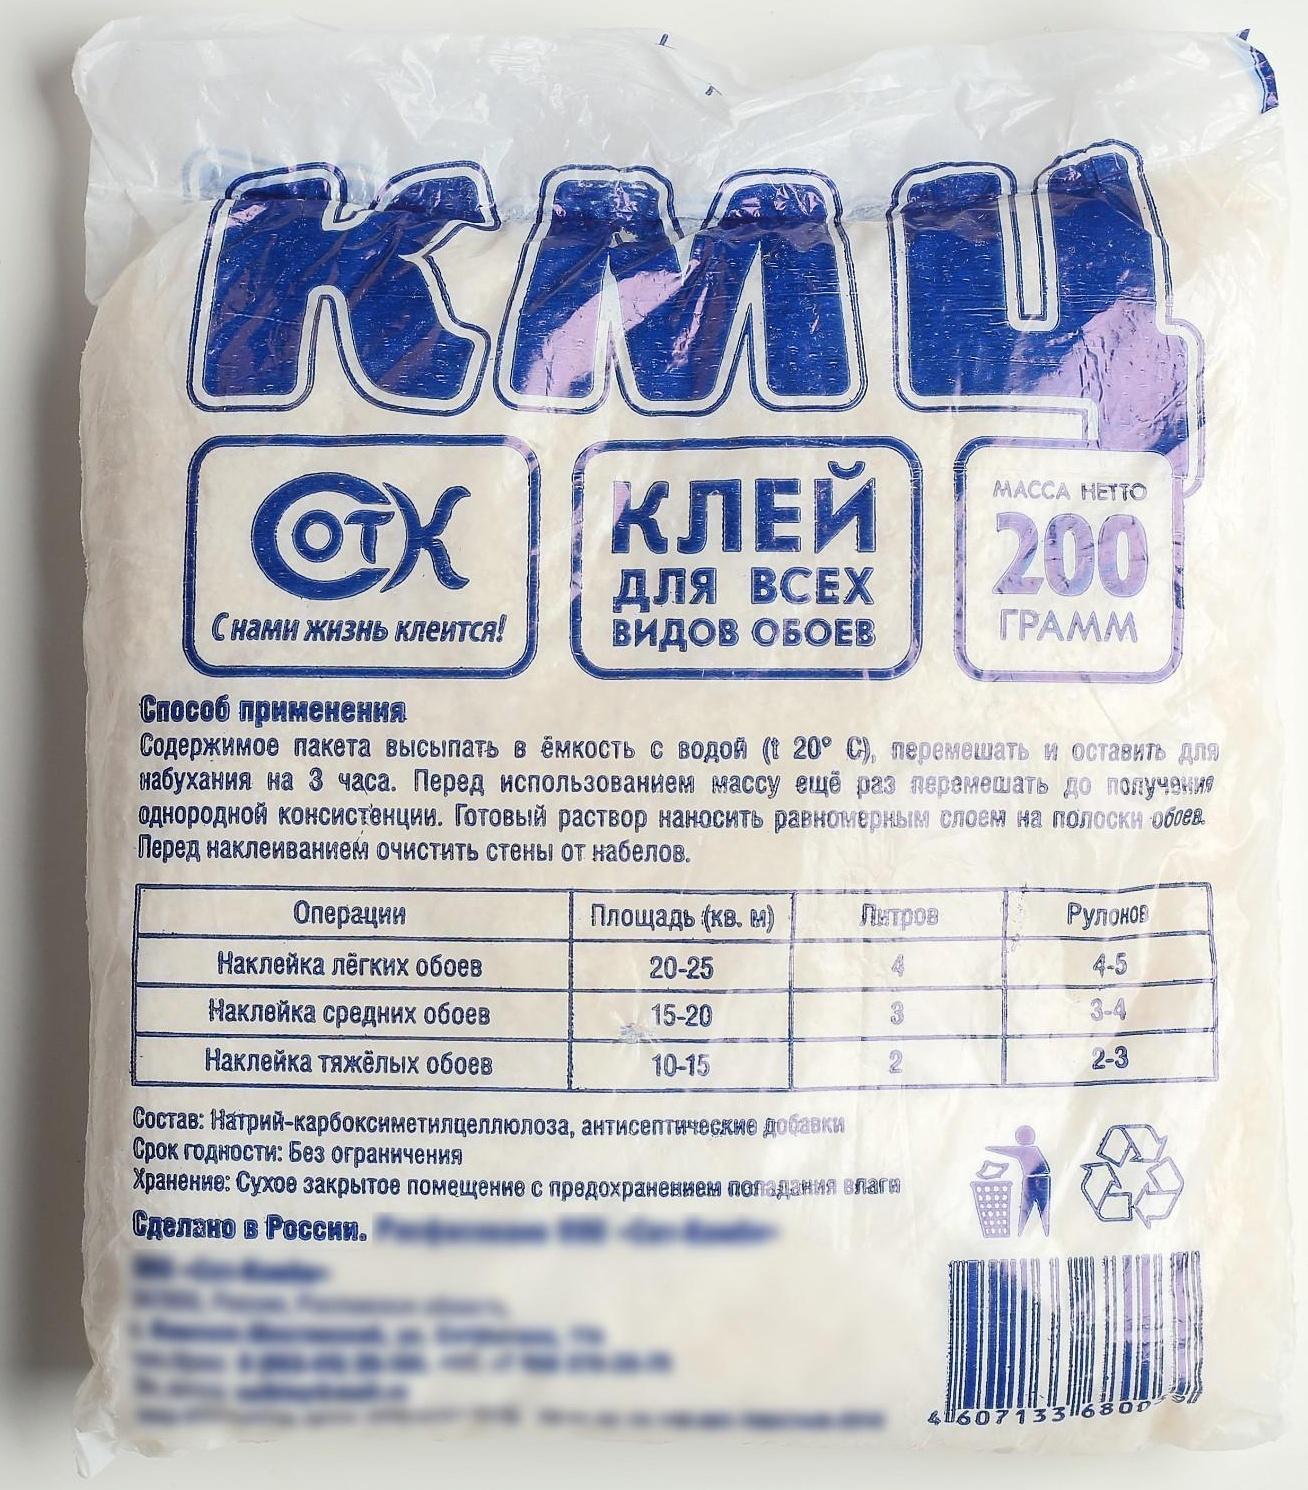 КМЦ
СотК
С нами жизнь клеится!
КЛЕЙ
ДЛЯ ВСЕХ
ВИДОВ ОБОЕВ
МАССА НЕТТО
200
ГРАММ
Способ применения
Содержимое пакета высыпать в ёмкость с водой (t 20° С), перемешать и оставить для
набухания на 3 часа. Перед использованием массу ещё раз перемешать до получения
однородной консистенции. Готовый раствор наносить равномерным слоем на полоски обоев.
Перед наклеиванием очистить стены от набелов.
Операции Площадь (кв. м) Литров Рулонов
Наклейка лёгких обоев 20-25 4 4-5
Наклейка средних обоев 15-20 3 3-4
Наклейка тяжёлых обоев 10-15 2 2-3
Состав: Натрий-карбоксиметилцеллюлоза, антисептические добавки
Срок годности: Без ограничения
Хранение: Сухое закрытое помещение с предохранением попадания влаги
Сделано в России.
4 607133 6800